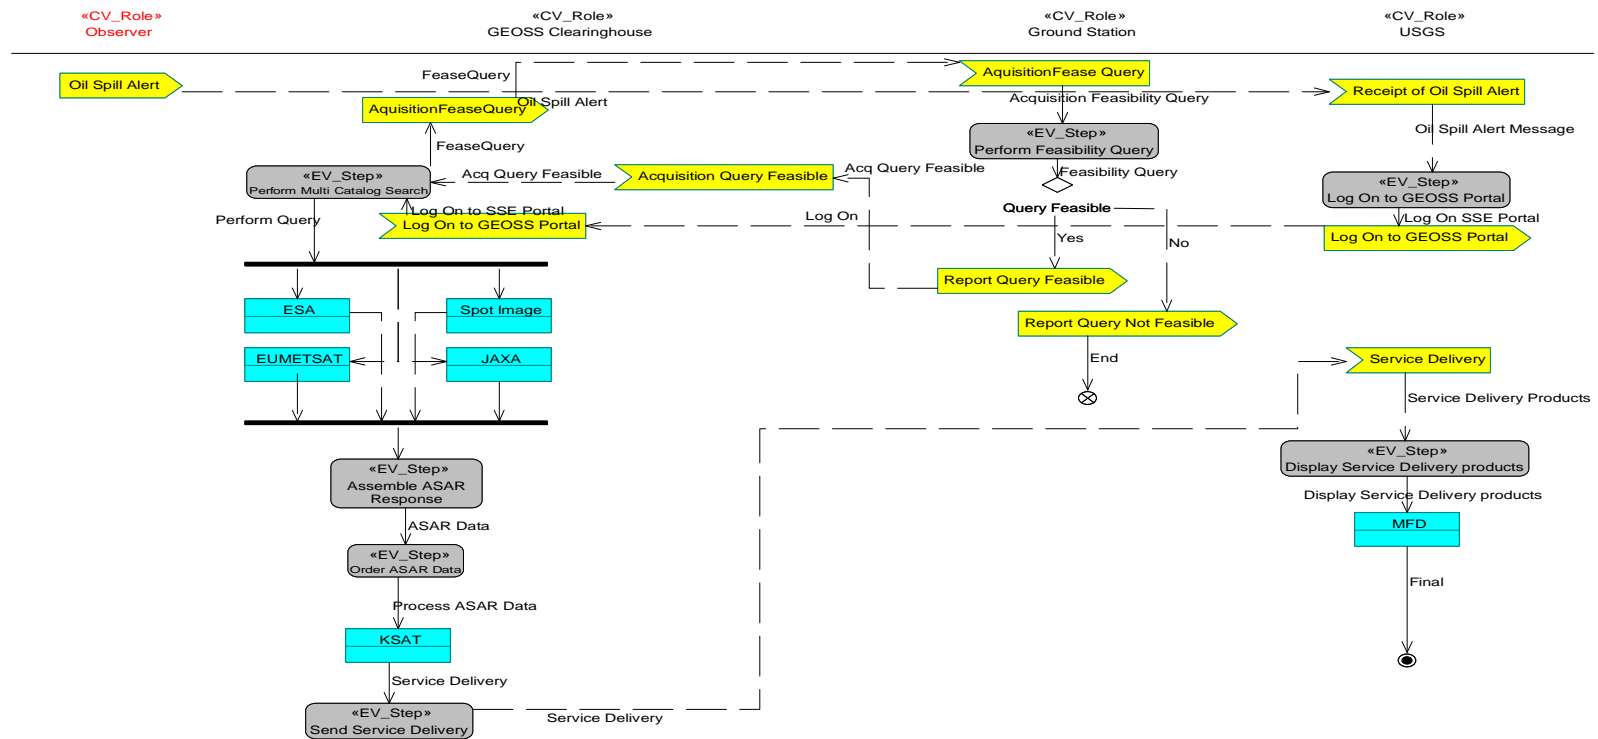 «CV_Role»
Observer
«CV_Role»
GEOSS Clearinghouse
«CV_Role»
Ground Station
«CV_Role»
USGS
Oil Spill Alert
FeaseQuery
AquisitionFease Query
Receipt of Oil Spill Alert
AquisitionFeaseQuery
Oil Spill Alert
Acquisition Feasibility Query
Oil Spill Alert Message
FeaseQuery
«EV_Step»
Perform Feasibility Query
«EV_Step»
Perform Multi Catalog Search
Acq Query Feasible
Acquisition Query Feasible
Acq Query Feasible
Feasibility Query
«EV_Step»
Log On to GEOSS Portal
Perform Query
Log On to SSE Portal
Log On to GEOSS Portal
Log On
Query Feasible
Log On SSE Portal
Log On to GEOSS Portal
Yes
No
Report Query Feasible
ESA
Spot Image
Report Query Not Feasible
EUMETSAT
JAXA
End
Service Delivery
Service Delivery Products
«EV_Step»
Assemble ASAR
Response
«EV_Step»
Display Service Delivery products
Display Service Delivery products
ASAR Data
MFD
«EV_Step»
Order ASAR Data
Final
Process ASAR Data
KSAT
Service Delivery
«EV_Step»
Send Service Delivery
Service Delivery